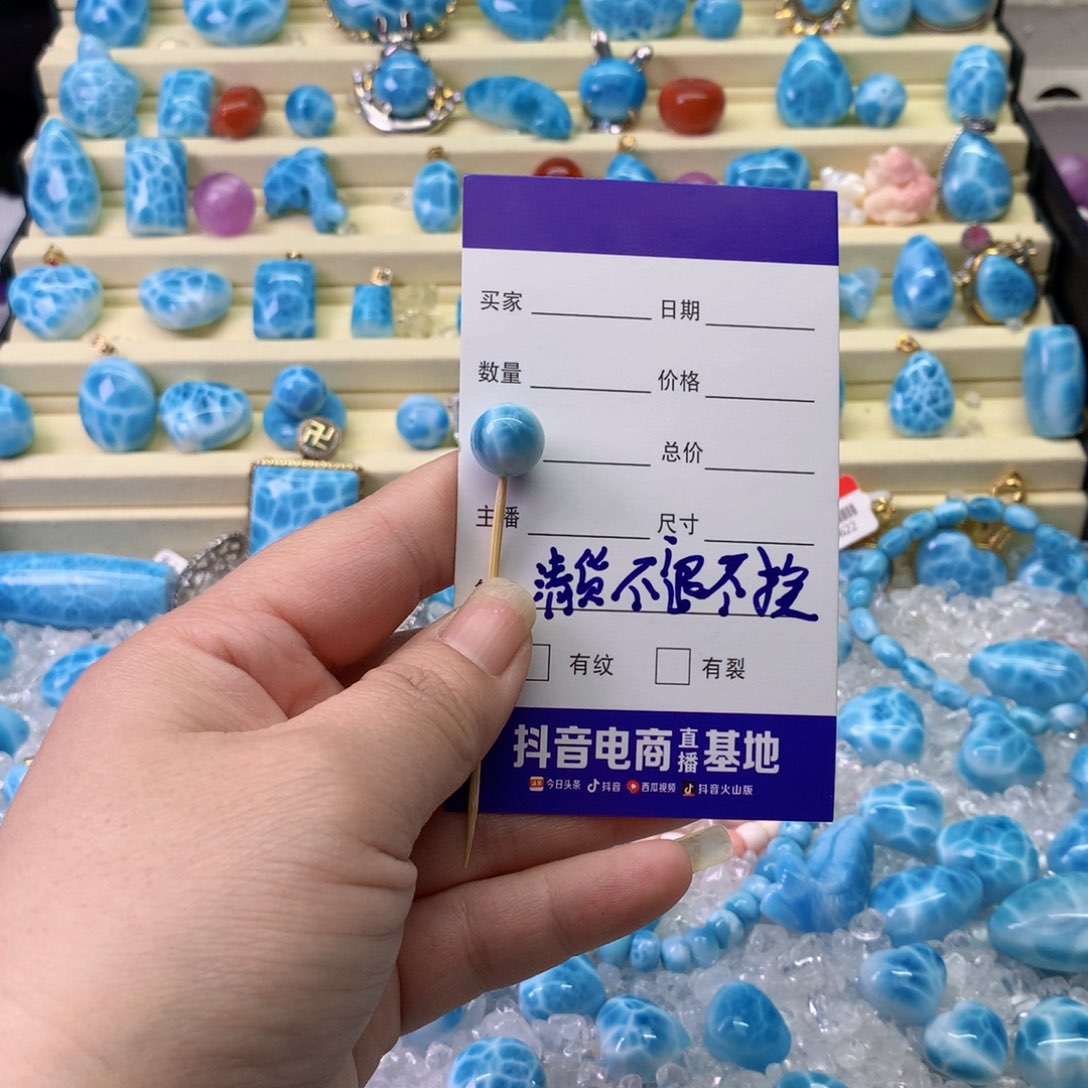 买家 日期
数量 价格
总价
主播 尺寸
清货不退不挖
有纹 有裂
抖音电商直播基地
今日头条 抖音 西瓜视频 抖音火山版